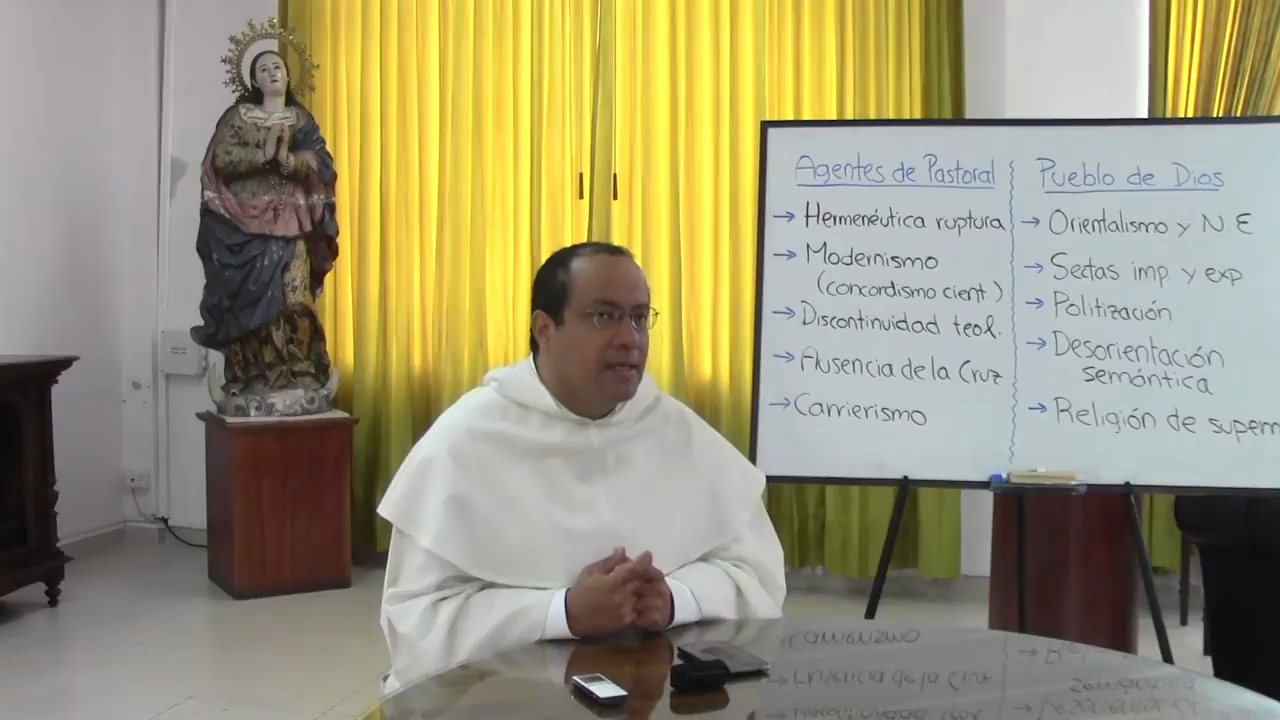 Agentes de Pastoral
→ Hermenéutica ruptura
→ Modernismo
(concordismo cient.)
→ Discontinuidad teol.
→ Ausencia de la Cruz
→ Carrierismo
Pueblo de Dios
→ Orientalismo y N.E
→ Sectas imp. y exp
→ Politización
→ Desorientación
semántica
→ Religión de superm